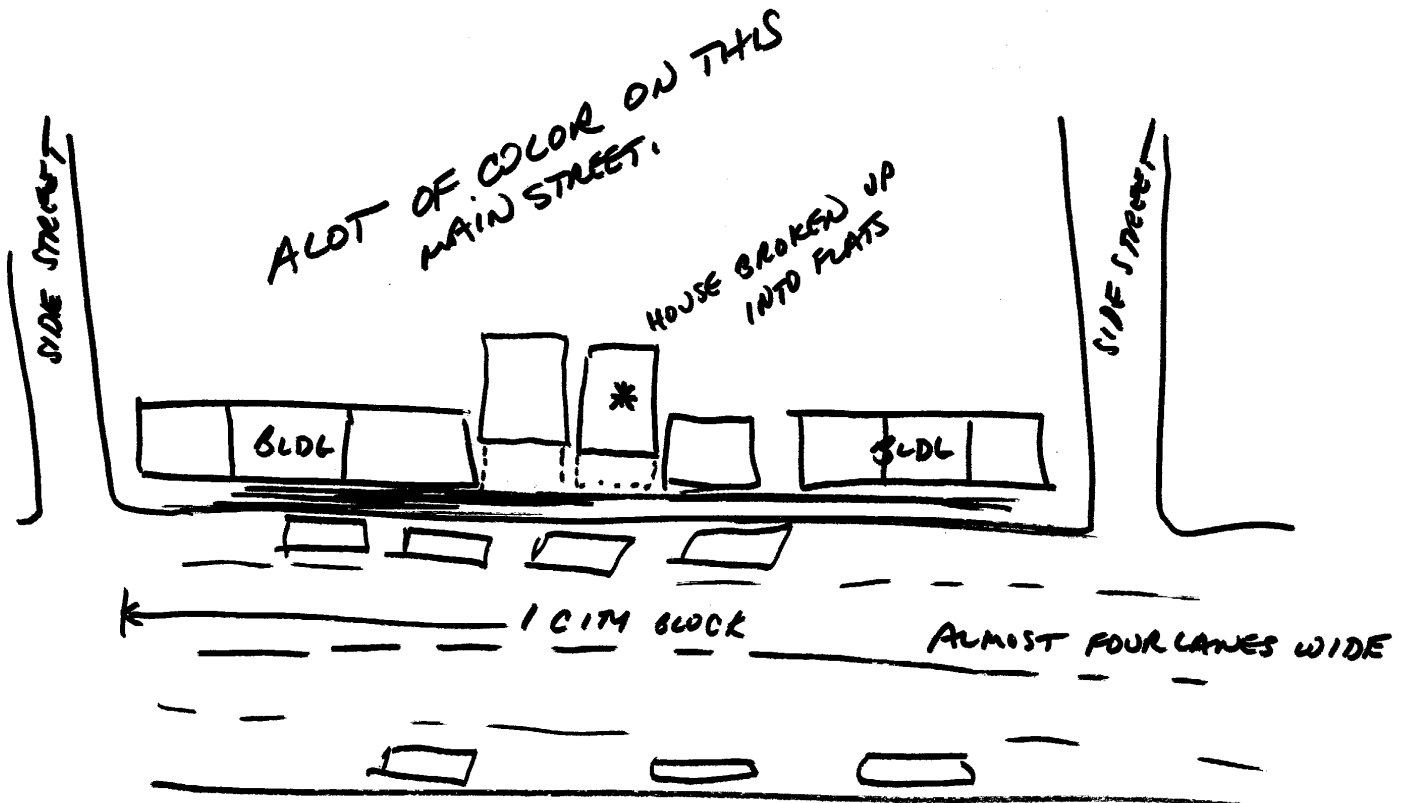 ALOT OF COLOR ON THIS
MAIN STREET.
HOUSE BROKEN UP
INTO FLATS
SIDE STREET
SIDE STREET
BLDG
BLDG
1 CITY BLOCK
ALMOST FOUR LANES WIDE